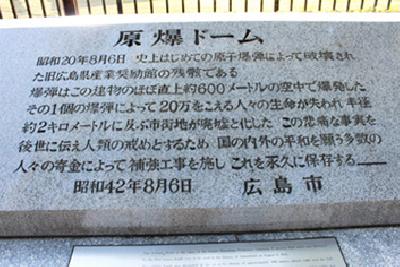 原爆ドーム
昭和20年8月6日 史上はじめての原子爆弾によって破壊され
た旧広島県産業奨励館の残骸である
爆弾はこの建物のほぼ直上約600メートルの空中で爆発した
その1個の爆弾によって20万をこえる人々の生命が失われ 半径
約2キロメートルに及ぶ市街地が廃墟と化した この悲痛な事実を
後世に伝え人類の戒めとするため 国の内外の平和を願う多数の
人々の寄金によって補強工事を施し これを永久に保存する
昭和42年8月6日 広島市